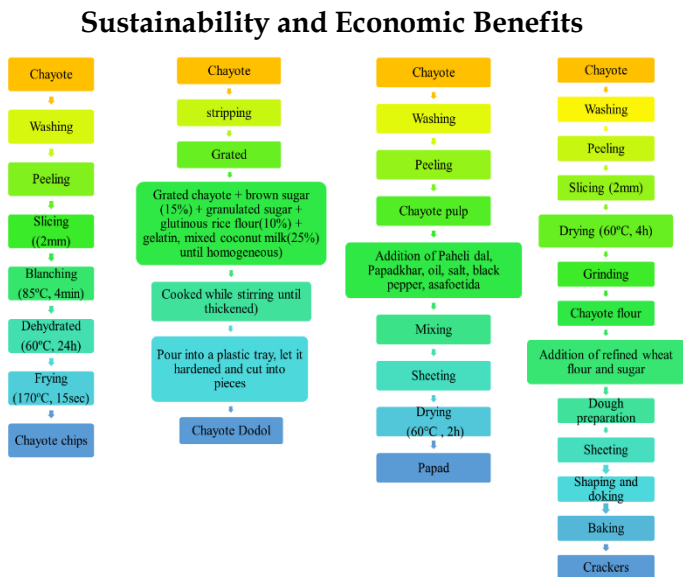 Sustainability and Economic Benefits
Chayote
Washing
Peeling
Slicing
((2mm)
Blanching
(85ºC, 4min)
Dehydrated
(60ºC, 24h)
Frying
(170ºC, 15sec)
Chayote chips
Chayote
stripping
Grated
Grated chayote + brown sugar
(15%) + granulated sugar +
glutinous rice flour(10%) +
gelatin, mixed coconut milk(25%)
until homogeneous)
Cooked while stirring until
thickened)
Pour into a plastic tray, let it
hardened and cut into
pieces
Chayote Dodol
Chayote
Washing
Peeling
Chayote pulp
Addition of Paheli dal,
Papadkhar, oil, salt, black
pepper, asafoetida
Mixing
Sheeting
Drying
(60°C , 2h)
Papad
Chayote
Washing
Peeling
Slicing (2mm)
Drying (60ºC, 4h)
Grinding
Chayote flour
Addition of refined wheat
flour and sugar
Dough
preparation
Sheeting
Shaping and
doking
Baking
Crackers